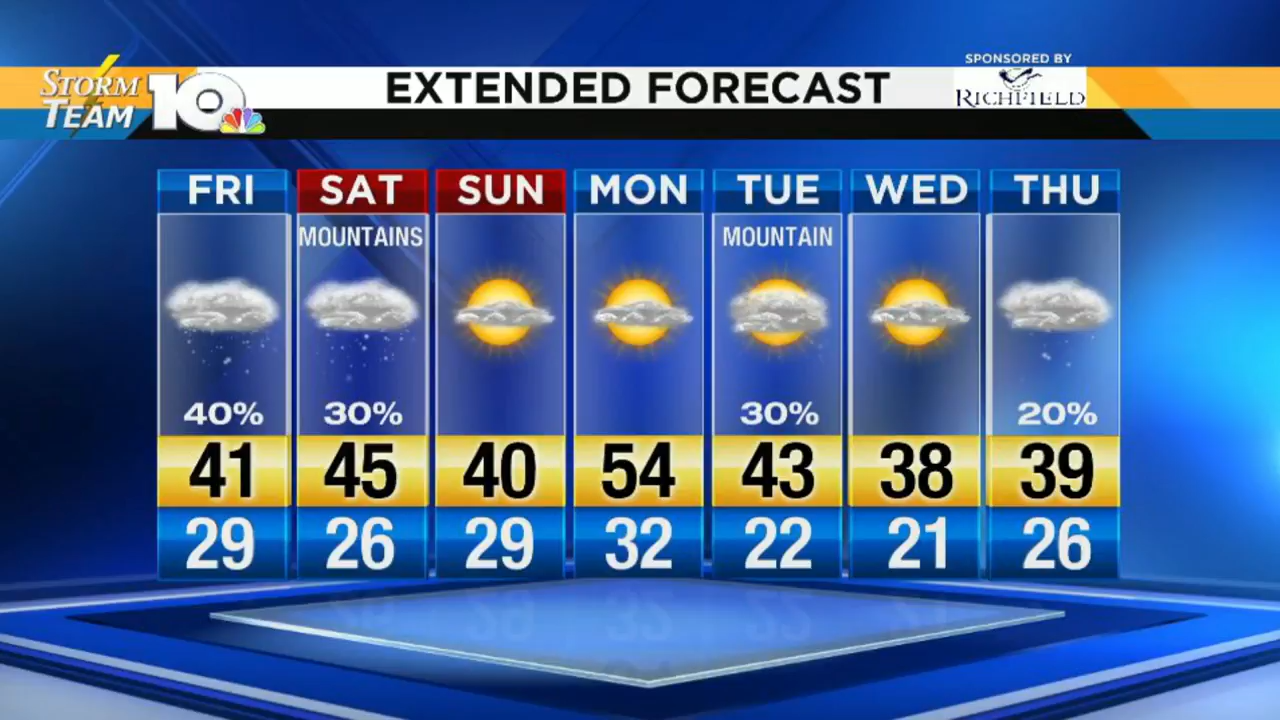 SPONSORED BY
STORM TEAM 10
EXTENDED FORECAST
RICHFIELD
FRI SAT SUN MON TUE WED THU
MOUNTAINS MOUNTAIN
40% 30% 30% 20%
41 45 40 54 43 38 39
29 26 29 32 22 21 26